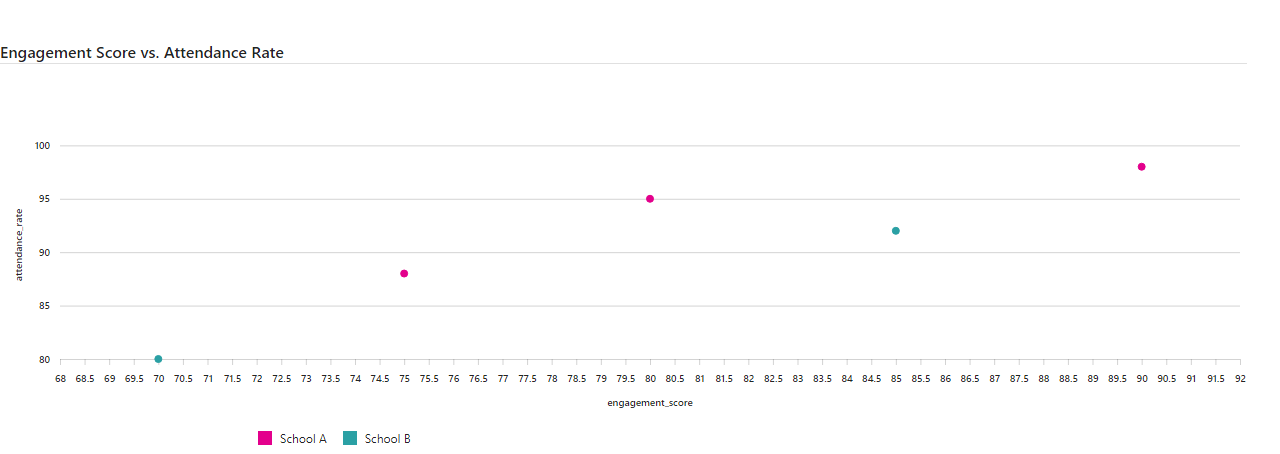 Engagement Score vs. Attendance Rate
100
95
90
85
80
attendance_rate
68 68.5 69 69.5 70 70.5 71 71.5 72 72.5 73 73.5 74 74.5 75 75.5 76 76.5 77 77.5 78 78.5 79 79.5 80 80.5 81 81.5 82 82.5 83 83.5 84 84.5 85 85.5 86 86.5 87 87.5 88 88.5 89 89.5 90 90.5 91 91.5 92
engagement_score
School A School B